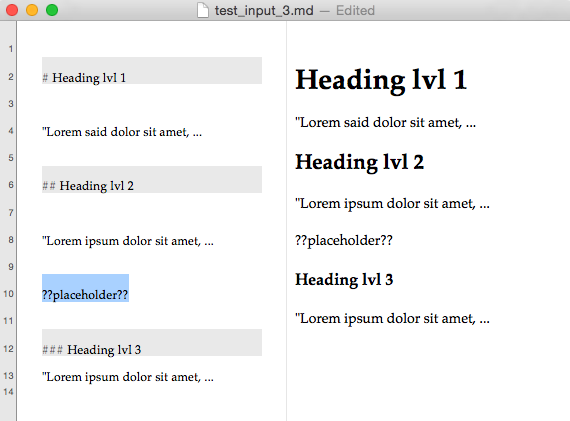 test_input_3.md — Edited
1
2
# Heading lvl 1
3
4
"Lorem said dolor sit amet, ...
5
6
## Heading lvl 2
7
8
"Lorem ipsum dolor sit amet, ...
9
10
??placeholder??
11
12
### Heading lvl 3
13
"Lorem ipsum dolor sit amet, ...
14
Heading lvl 1
"Lorem said dolor sit amet, ...
Heading lvl 2
"Lorem ipsum dolor sit amet, ...
??placeholder??
Heading lvl 3
"Lorem ipsum dolor sit amet, ...